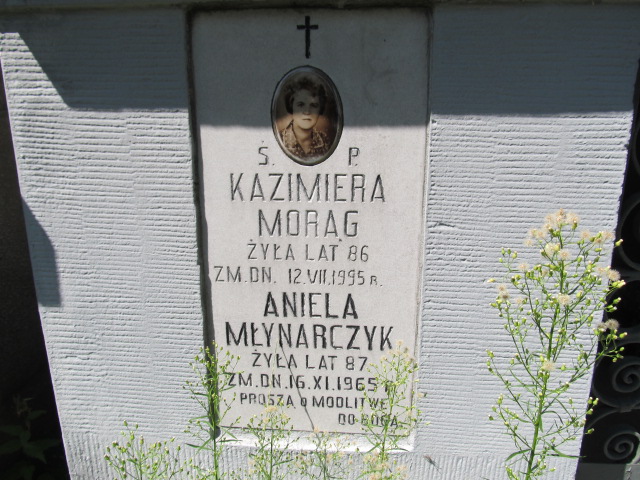 Ś. P.
KAZIMIERA
MORĄG
ŻYŁA LAT 86
ZM. DN. 12.VII.1995 R.
ANIELA
MŁYNARCZYK
ŻYŁA LAT 87
ZM. DN. 16.XI.1965 R.
PROSZĄ O MODLITWĘ
DO BOGA